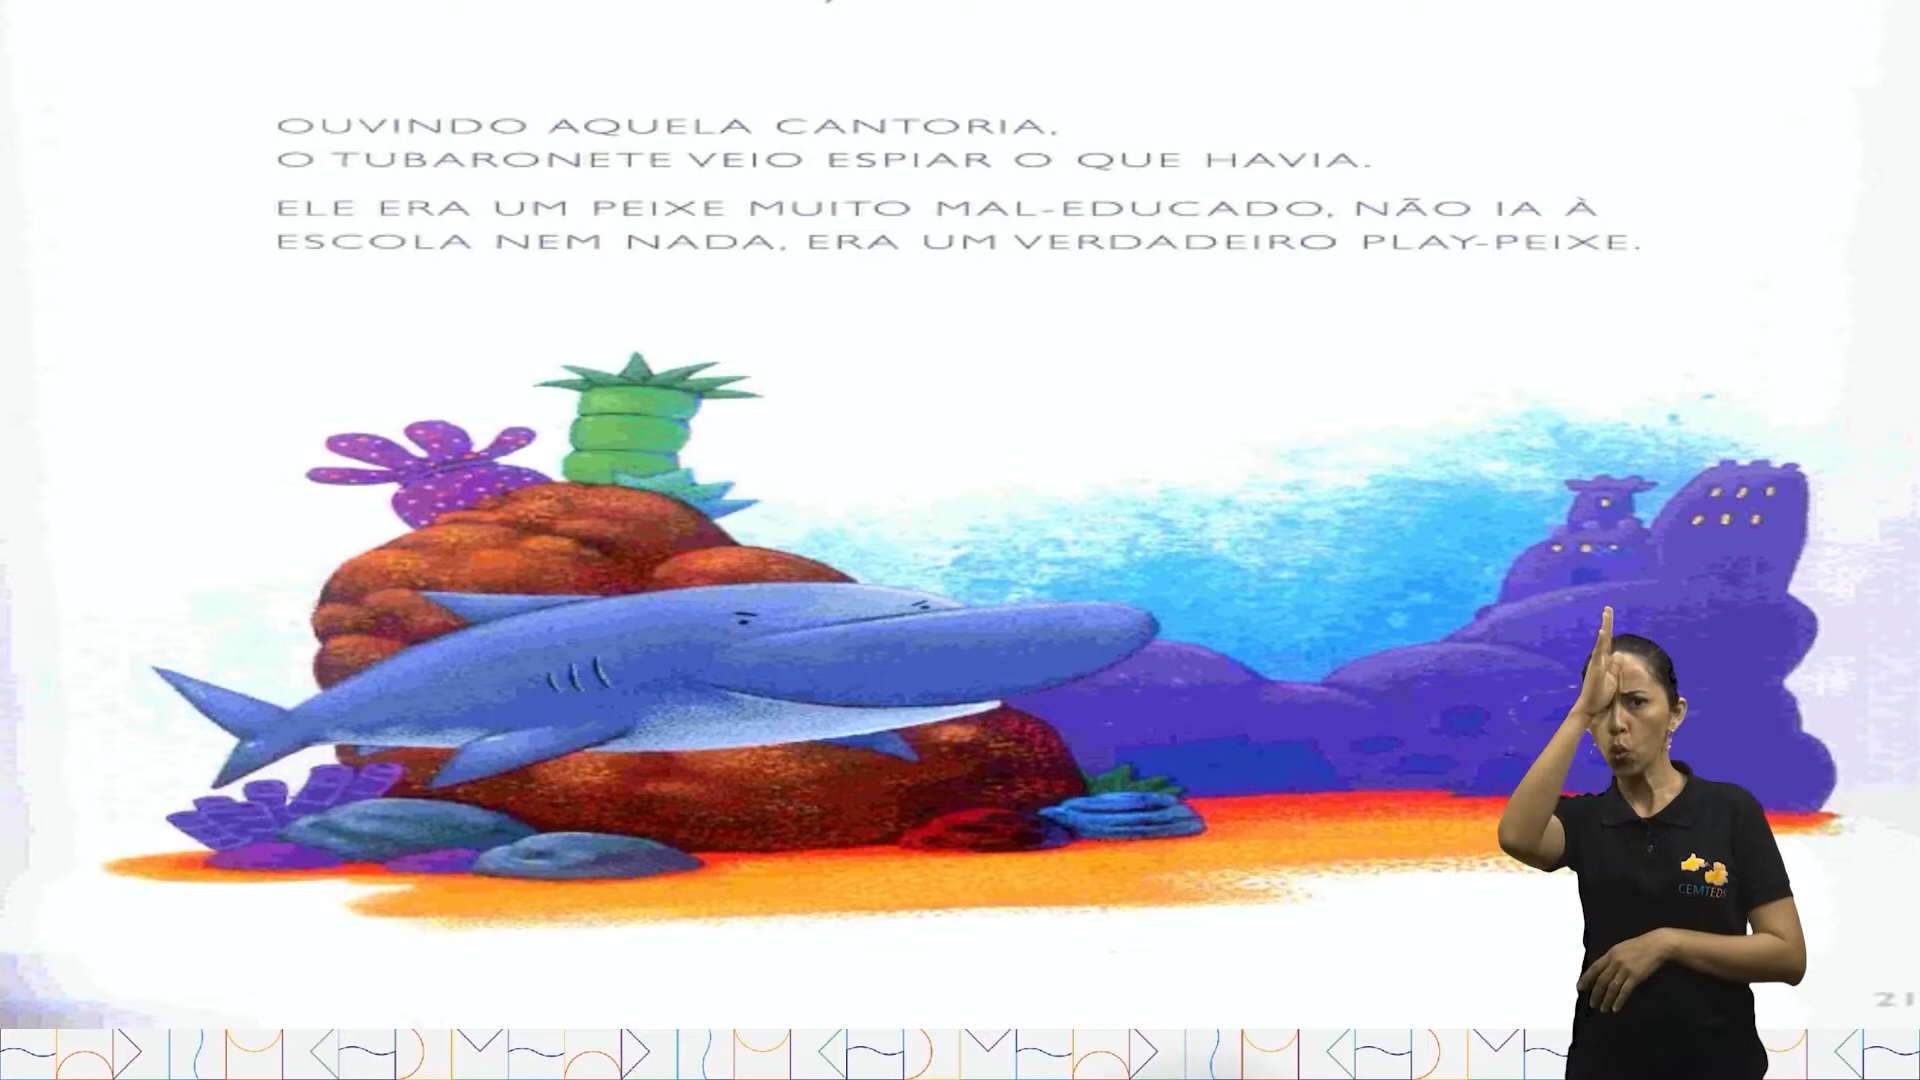 OUVINDO AQUELA CANTORIA,
O TUBARONETE VEIO ESPIAR O QUE HAVIA.
ELE ERA UM PEIXE MUITO MAL-EDUCADO, NÃO IA À
ESCOLA NEM NADA, ERA UM VERDADEIRO PLAY-PEIXE.
CEMTEDS
21